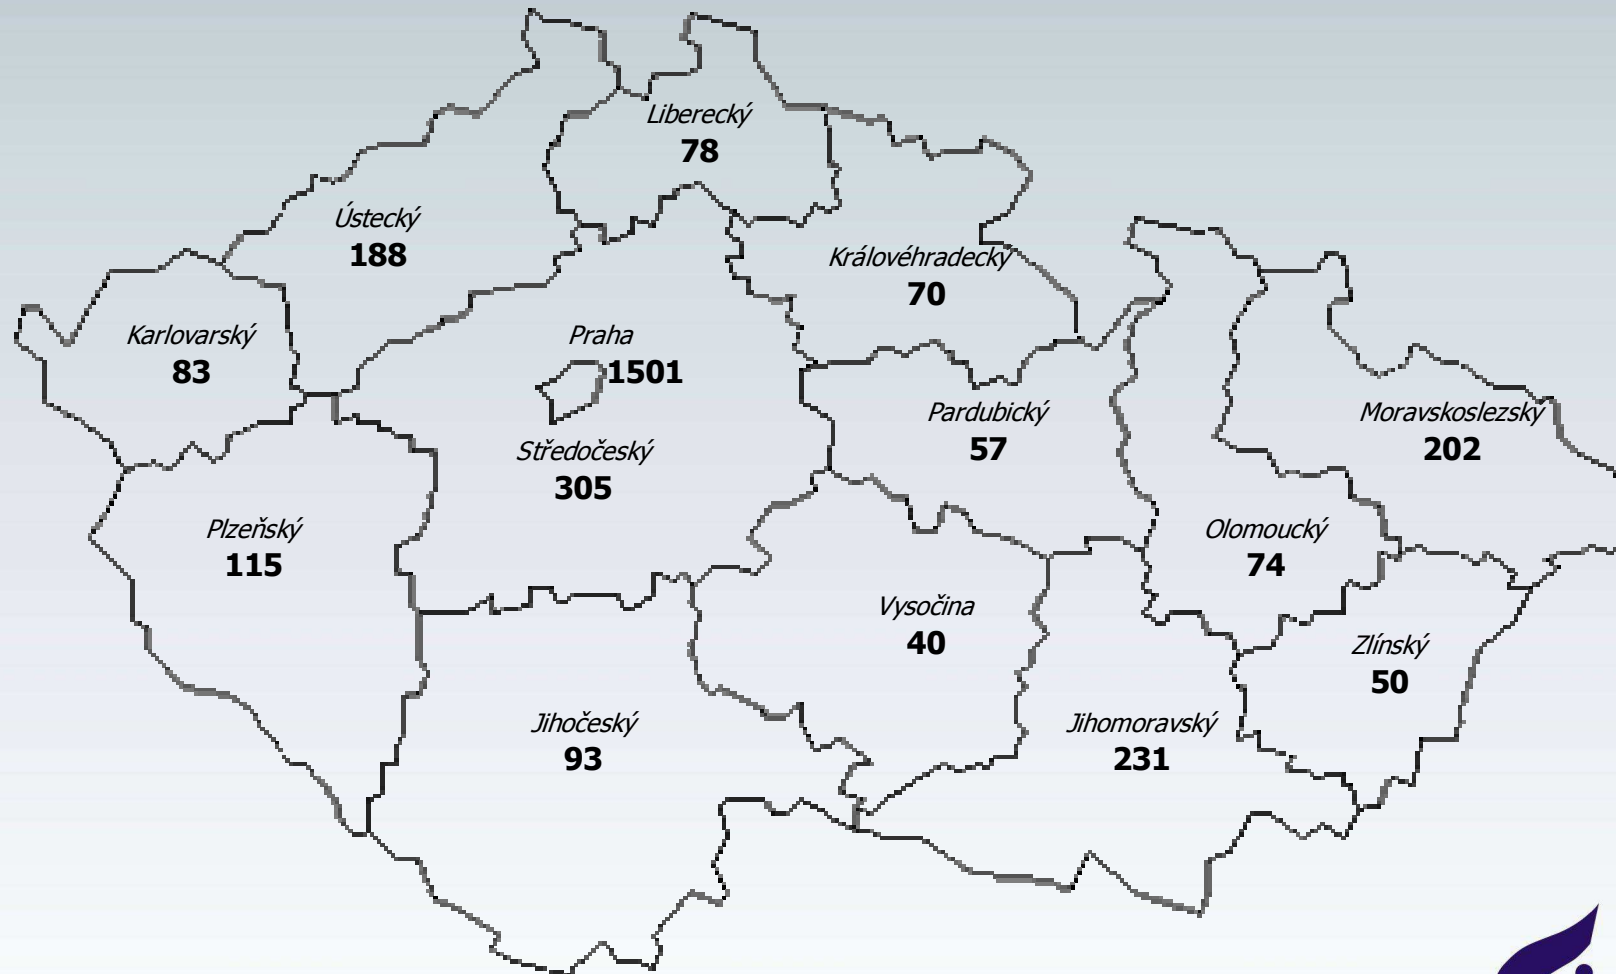 Liberecký
78
Ústecký
188
Královéhradecký
70
Karlovarský
83
Praha
1501
Pardubický
57
Moravskoslezský
202
Středočeský
305
Plzeňský
115
Olomoucký
74
Vysočina
40
Zlínský
50
Jihočeský
93
Jihomoravský
231